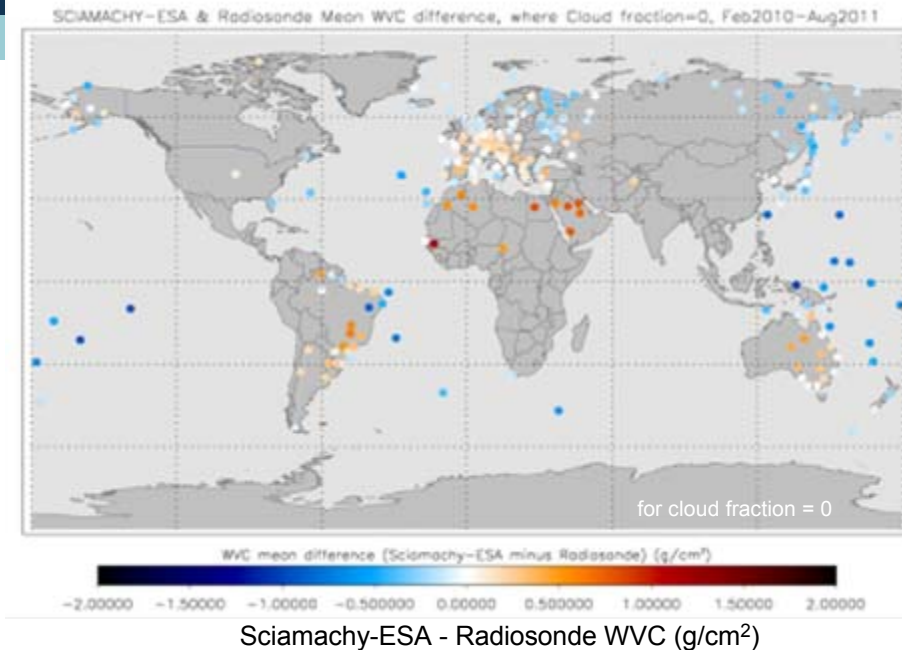 SCIAMACHY-ESA & Radiosonde Mean WVC difference, where Cloud fraction=0, Feb2010-Aug2011
for cloud fraction = 0
WVC mean difference (Sciamachy-ESA minus Radiosonde) (g/cm²)
-2.00000 -1.50000 -1.00000 -0.500000 0.00000 0.500000 1.00000 1.50000 2.00000
Sciamachy-ESA - Radiosonde WVC (g/cm²)